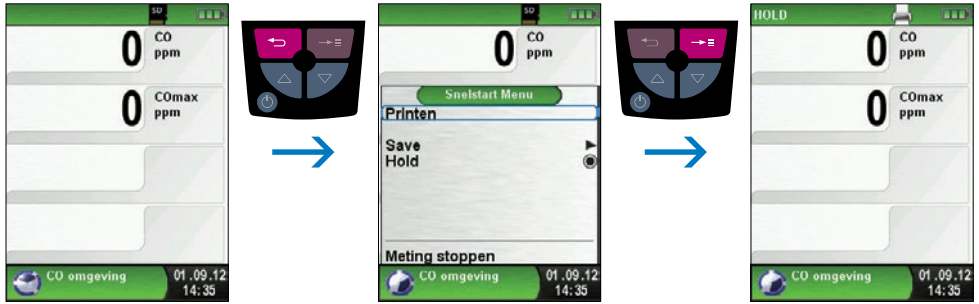 SD
0 CO
ppm
0 COmax
ppm
CO omgeving 01.09.12
14:35
SD
0 CO
ppm
Snelstart Menu
Printen
Save
Hold
Meting stoppen
CO omgeving 01.09.12
14:35
HOLD
0 CO
ppm
0 COmax
ppm
CO omgeving 01.09.12
14:35